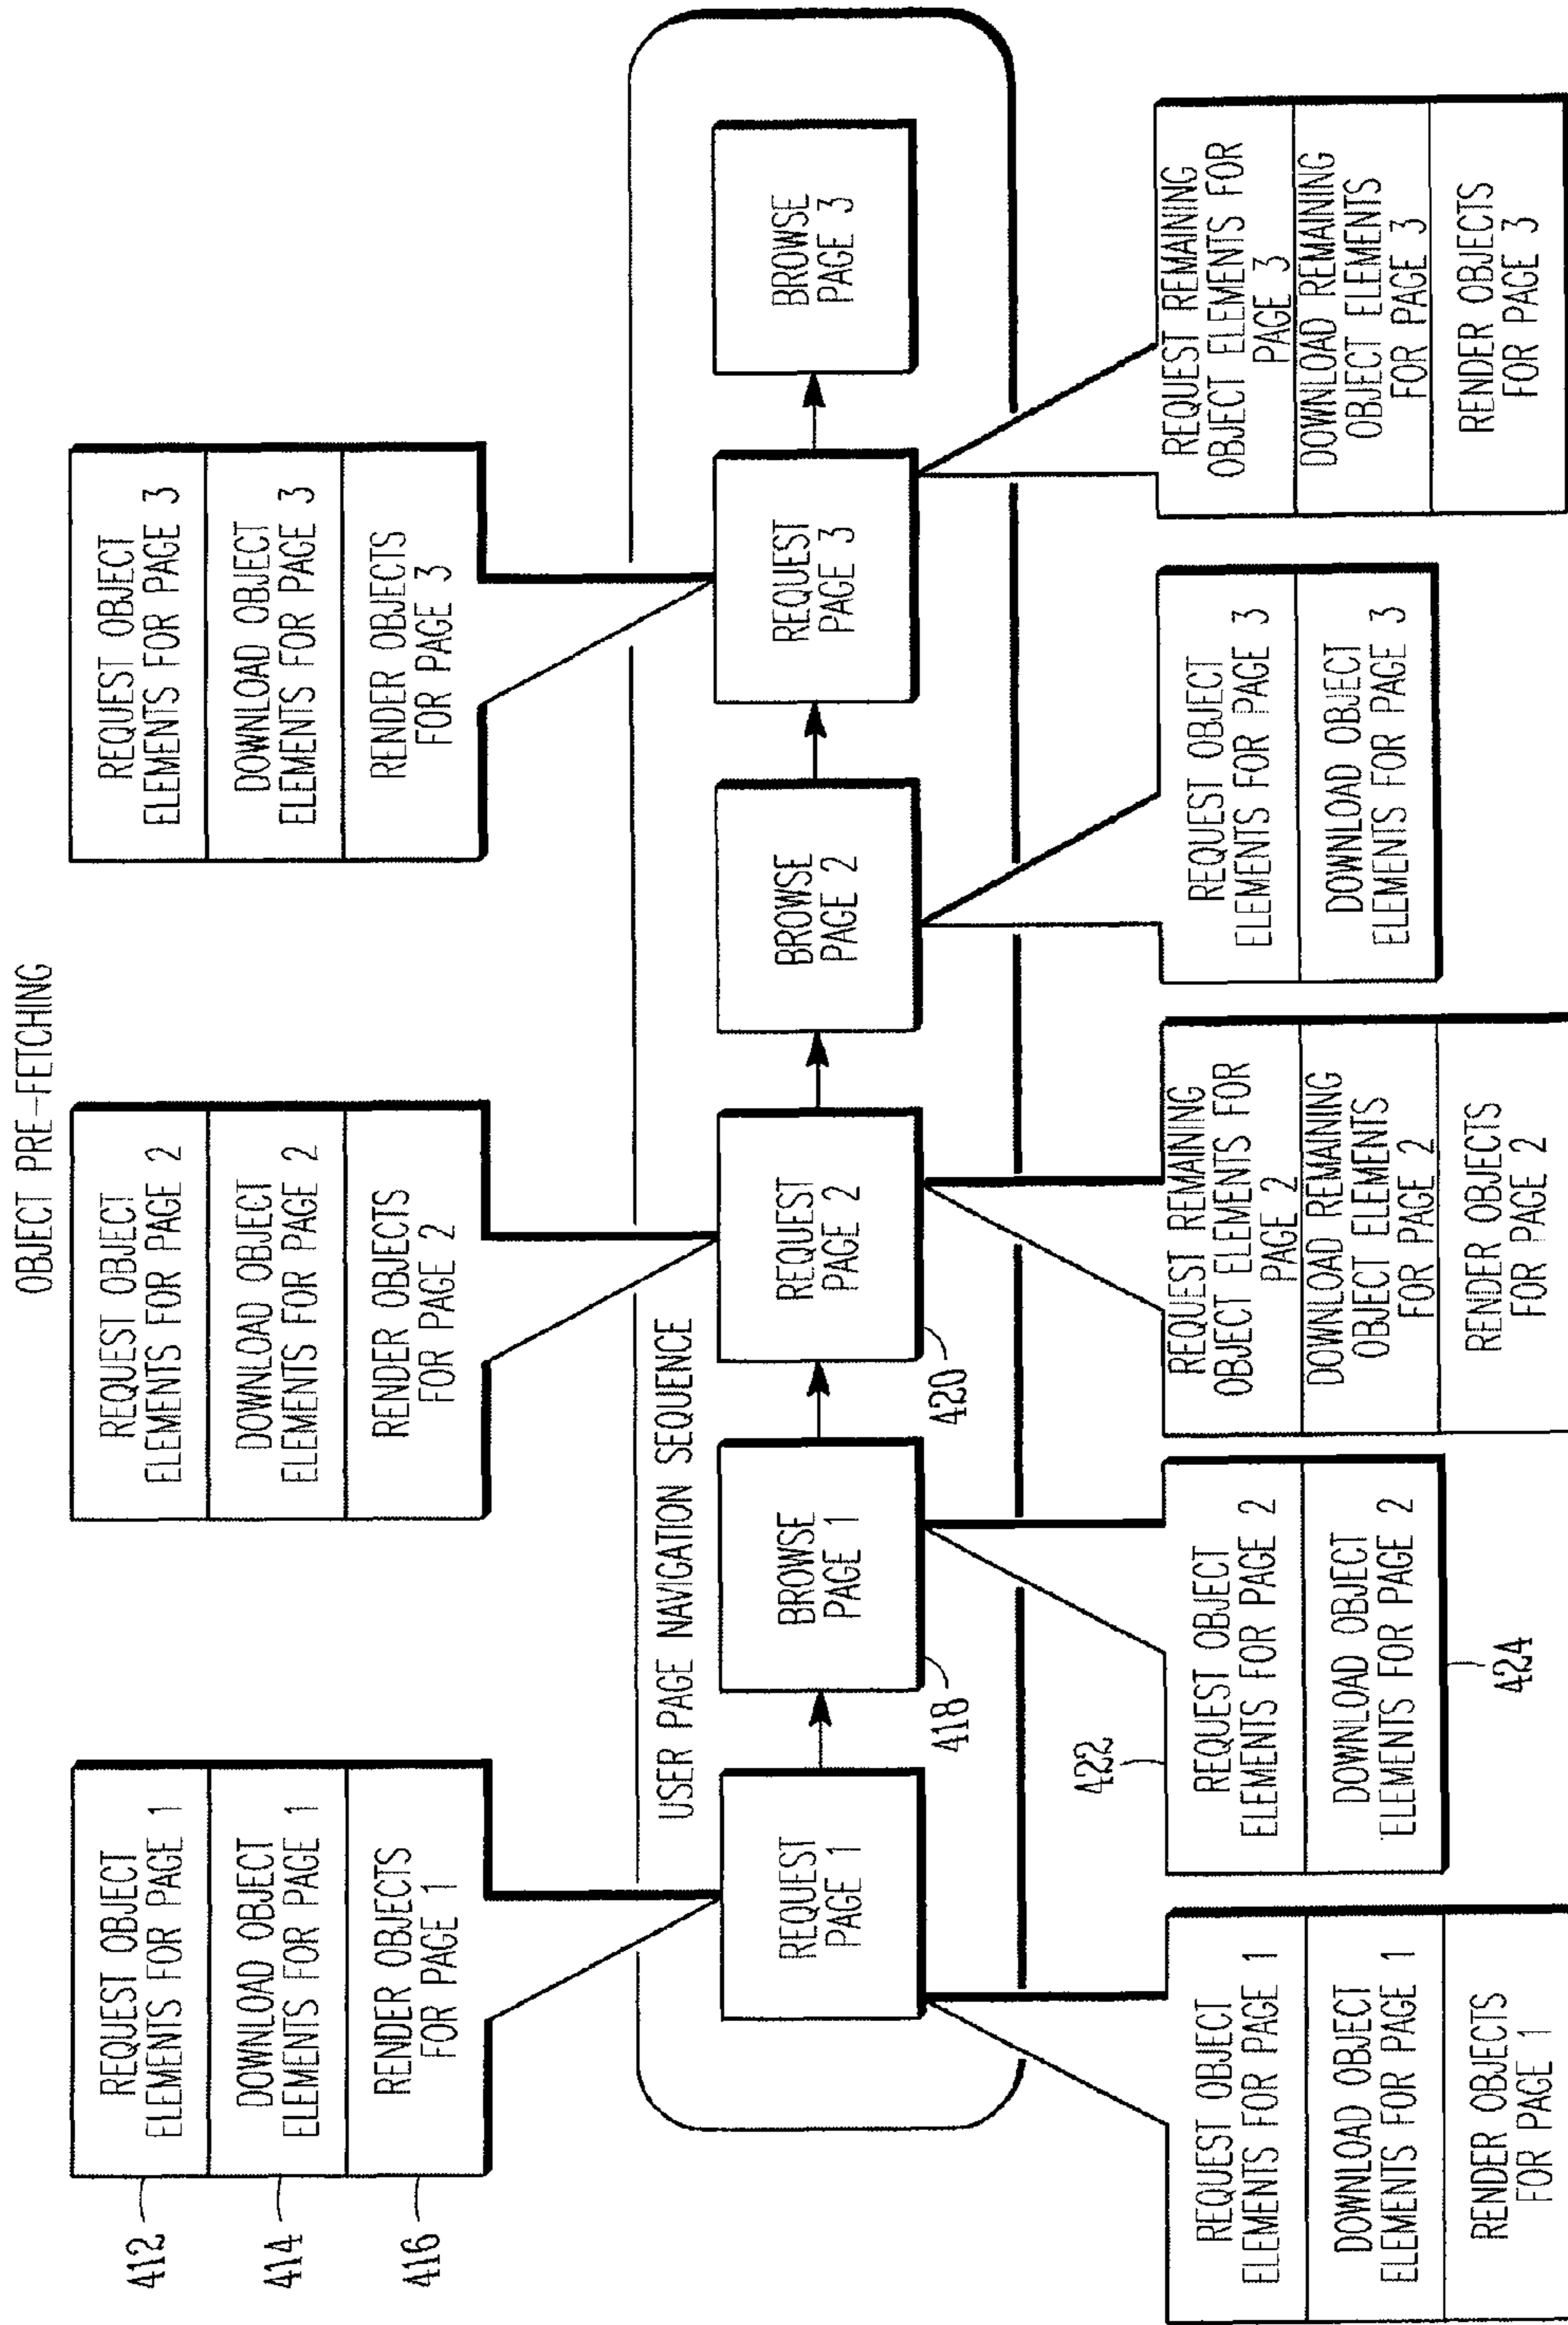 OBJECT PRE-FETCHING
412
REQUEST OBJECT
ELEMENTS FOR PAGE 1
414
DOWNLOAD OBJECT
ELEMENTS FOR PAGE 1
416
RENDER OBJECTS
FOR PAGE 1
REQUEST OBJECT
ELEMENTS FOR PAGE 2
DOWNLOAD OBJECT
ELEMENTS FOR PAGE 2
RENDER OBJECTS
FOR PAGE 2
REQUEST OBJECT
ELEMENTS FOR PAGE 3
DOWNLOAD OBJECT
ELEMENTS FOR PAGE 3
RENDER OBJECTS
FOR PAGE 3
USER PAGE NAVIGATION SEQUENCE
REQUEST
PAGE 1
BROWSE
PAGE 1
418
REQUEST
PAGE 2
420
BROWSE
PAGE 2
REQUEST
PAGE 3
BROWSE
PAGE 3
REQUEST OBJECT
ELEMENTS FOR PAGE 1
DOWNLOAD OBJECT
ELEMENTS FOR PAGE 1
RENDER OBJECTS
FOR PAGE 1
422
REQUEST OBJECT
ELEMENTS FOR PAGE 2
DOWNLOAD OBJECT
ELEMENTS FOR PAGE 2
424
REQUEST REMAINING
OBJECT ELEMENTS FOR
PAGE 2
DOWNLOAD REMAINING
OBJECT ELEMENTS
FOR PAGE 2
RENDER OBJECTS
FOR PAGE 2
REQUEST OBJECT
ELEMENTS FOR PAGE 3
DOWNLOAD OBJECT
ELEMENTS FOR PAGE 3
REQUEST REMAINING
OBJECT ELEMENTS FOR
PAGE 3
DOWNLOAD REMAINING
OBJECT ELEMENTS
FOR PAGE 3
RENDER OBJECTS
FOR PAGE 3